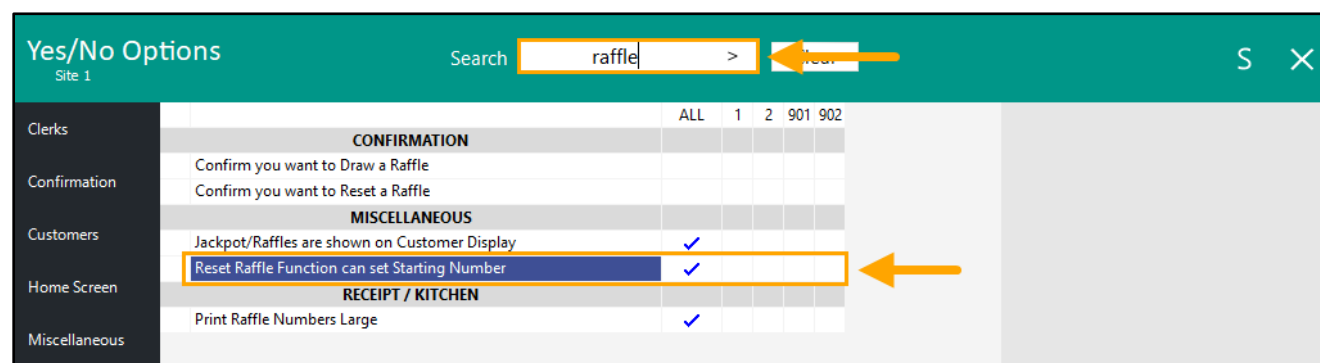 Yes/No Options
Site 1
Search raffle >
S X
Clerks
Confirmation
Customers
Home Screen
Miscellaneous
ALL 1 2 901 902
CONFIRMATION
Confirm you want to Draw a Raffle
Confirm you want to Reset a Raffle
MISCELLANEOUS
Jackpot/Raffles are shown on Customer Display
Reset Raffle Function can set Starting Number
RECEIPT / KITCHEN
Print Raffle Numbers Large